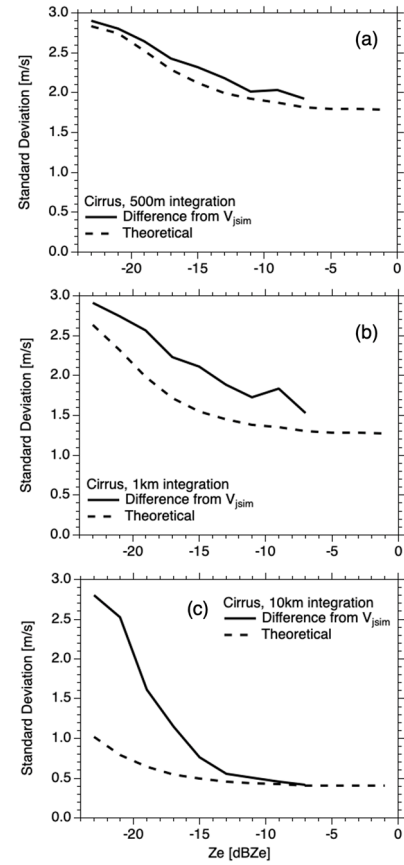 3.0
(a)
2.5
2.0
1.5
1.0
0.5
0.0
Standard Deviation [m/s]
Cirrus, 500m integration
Difference from Vjsim
Theoretical
-20 -15 -10 -5 0
3.0
(b)
2.5
2.0
1.5
1.0
0.5
0.0
Standard Deviation [m/s]
Cirrus, 1km integration
Difference from Vjsim
Theoretical
-20 -15 -10 -5 0
3.0
(c)
2.5
2.0
1.5
1.0
0.5
0.0
Standard Deviation [m/s]
Cirrus, 10km integration
Difference from Vjsim
Theoretical
-20 -15 -10 -5 0
Ze [dBZe]